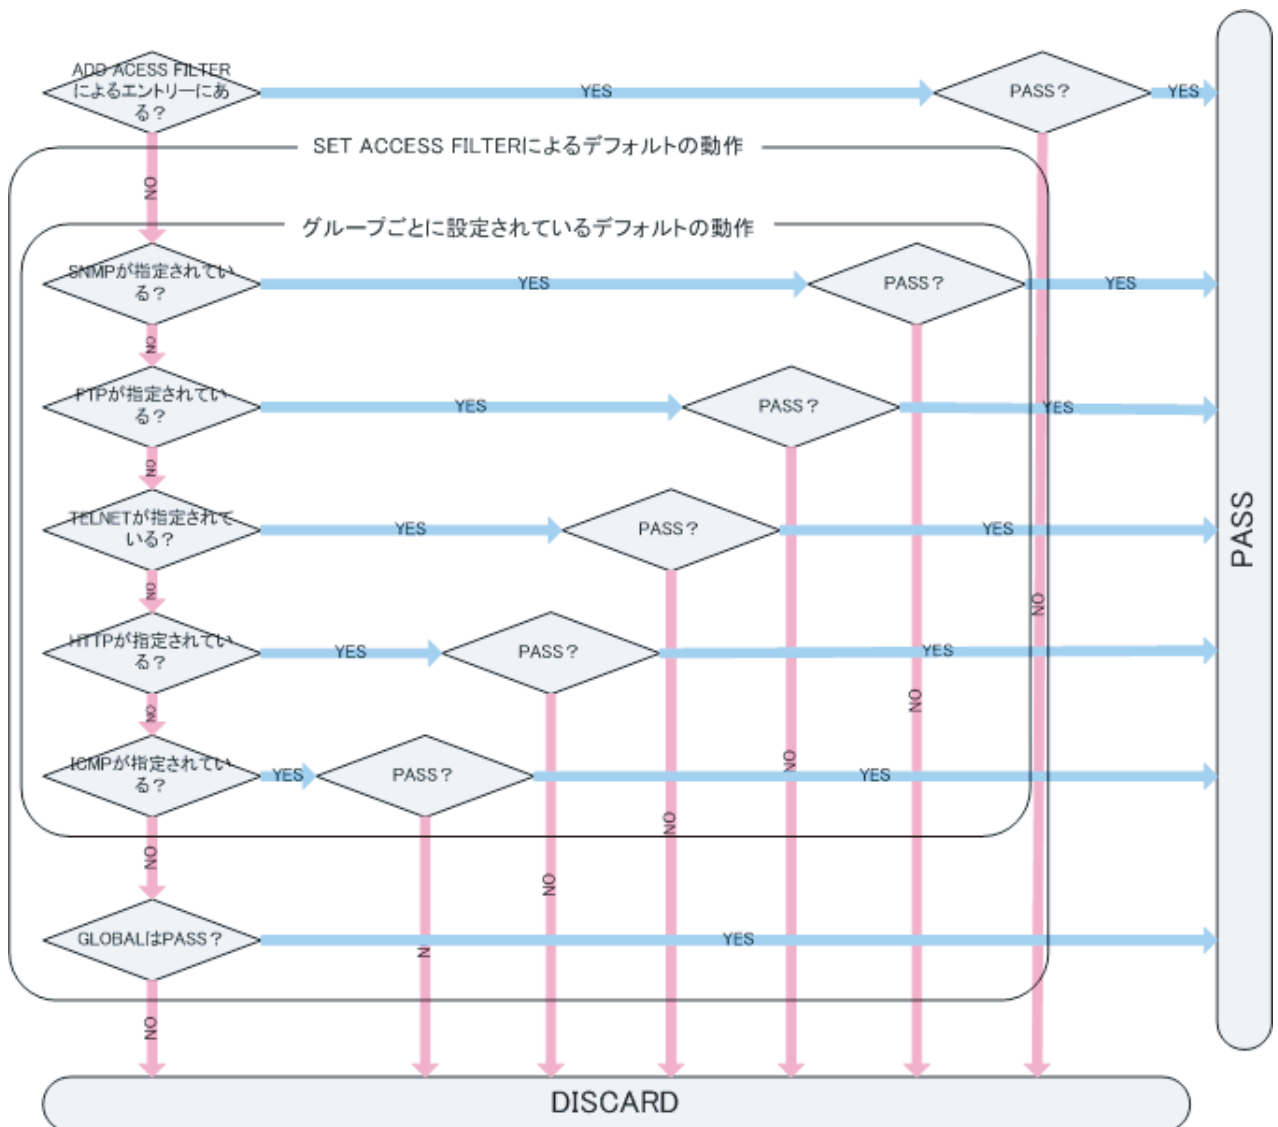 ADD ACESS FILTER
によるエントリーにあ
る？
YES
PASS？
YES
SET ACCESS FILTERによるデフォルトの動作
NO
グループごとに設定されているデフォルトの動作
SNMPが指定されてい
る？
YES
PASS？
YES
NO
FTPが指定されてい
る？
YES
PASS？
YES
NO
TELNETが指定されて
いる？
YES
PASS？
YES
NO
HTTPが指定されてい
る？
YES
PASS？
YES
NO
NO
NO
ICMPが指定されてい
る？
YES
PASS？
YES
NO
NO
NO
NO
GLOBALはPASS？
YES
N
NO
PASS
DISCARD